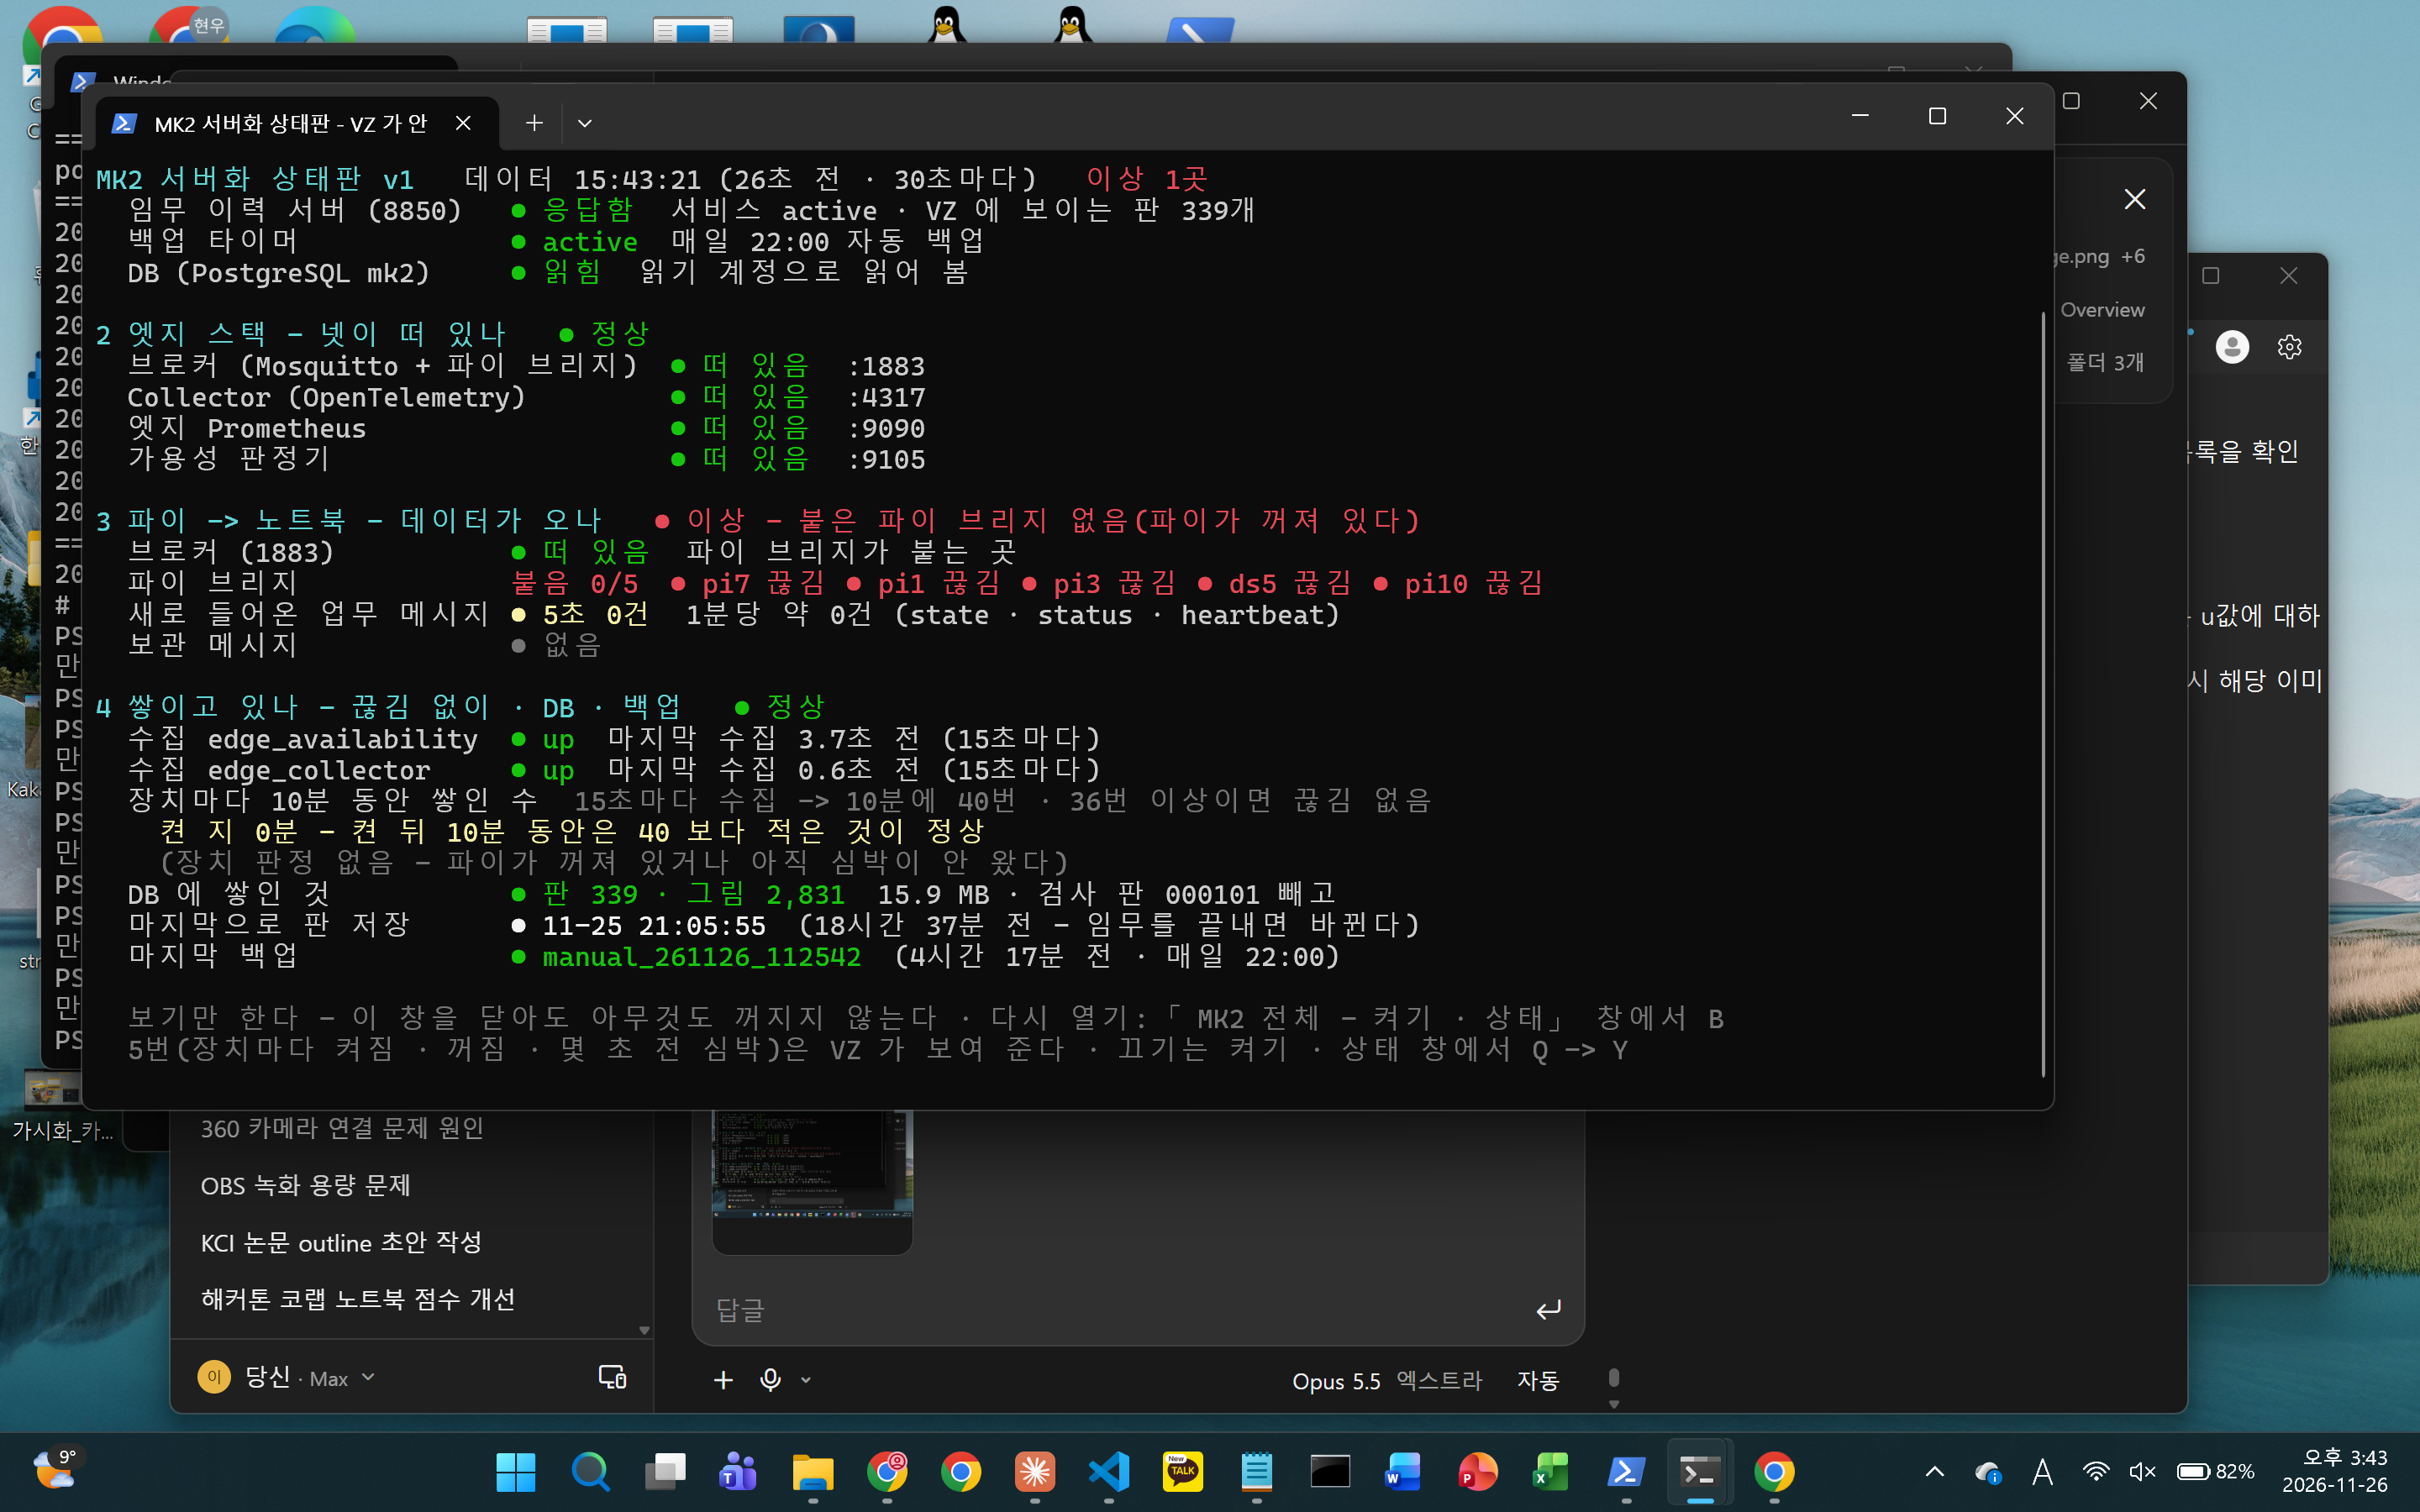 현우
Windo
MK2 서버화 상태판 - VZ 가 안
MK2 서버화 상태판 v1 데이터 15:43:21 (26초 전 · 30초마다) 이상 1곳
임무 이력 서버 (8850) ● 응답함 서비스 active · VZ 에 보이는 판 339개
백업 타이머 ● active 매일 22:00 자동 백업
DB (PostgreSQL mk2) ● 읽힘 읽기 계정으로 읽어 봄
2 엣지 스택 - 넷이 떠 있나 ● 정상
브로커 (Mosquitto + 파이 브리지) ● 떠 있음 :1883
Collector (OpenTelemetry) ● 떠 있음 :4317
엣지 Prometheus ● 떠 있음 :9090
가용성 판정기 ● 떠 있음 :9105
3 파이 -> 노트북 - 데이터가 오나 ● 이상 - 붙은 파이 브리지 없음(파이가 꺼져 있다)
브로커 (1883) ● 떠 있음 파이 브리지가 붙는 곳
파이 브리지 붙음 0/5 ● pi7 끊김 ● pi1 끊김 ● pi3 끊김 ● ds5 끊김 ● pi10 끊김
새로 들어온 업무 메시지 ● 5초 0건 1분당 약 0건 (state · status · heartbeat)
보관 메시지 ● 없음
4 쌓이고 있나 - 끊김 없이 · DB · 백업 ● 정상
수집 edge_availability ● up 마지막 수집 3.7초 전 (15초마다)
수집 edge_collector ● up 마지막 수집 0.6초 전 (15초마다)
장치마다 10분 동안 쌓인 수 15초마다 수집 -> 10분에 40번 · 36번 이상이면 끊김 없음
켠 지 0분 - 켠 뒤 10분 동안은 40 보다 적은 것이 정상
(장치 판정 없음 - 파이가 꺼져 있거나 아직 심박이 안 왔다)
DB 에 쌓인 것 ● 판 339 · 그림 2,831 15.9 MB · 검사 판 000101 빼고
마지막으로 판 저장 ● 11-25 21:05:55 (18시간 37분 전 - 임무를 끝내면 바뀐다)
마지막 백업 ● manual_261126_112542 (4시간 17분 전 · 매일 22:00)
보기만 한다 - 이 창을 닫아도 아무것도 꺼지지 않는다 · 다시 열기:「 MK2 전체 - 켜기 · 상태」 창에서 B
5번(장치마다 켜짐 · 꺼짐 · 몇 초 전 심박)은 VZ 가 보여 준다 · 끄기는 켜기 · 상태 창에서 Q -> Y
ge.png +6
Overview
폴더 3개
록을 확인
u값에 대하
시 해당 이미
가시화_카...
360 카메라 연결 문제 원인
OBS 녹화 용량 문제
KCI 논문 outline 초안 작성
해커톤 코랩 노트북 점수 개선
이 당신 · Max
답글
Opus 5.5 엑스트라 자동
9°
New
TALK
A
82%
오후 3:43
2026-11-26